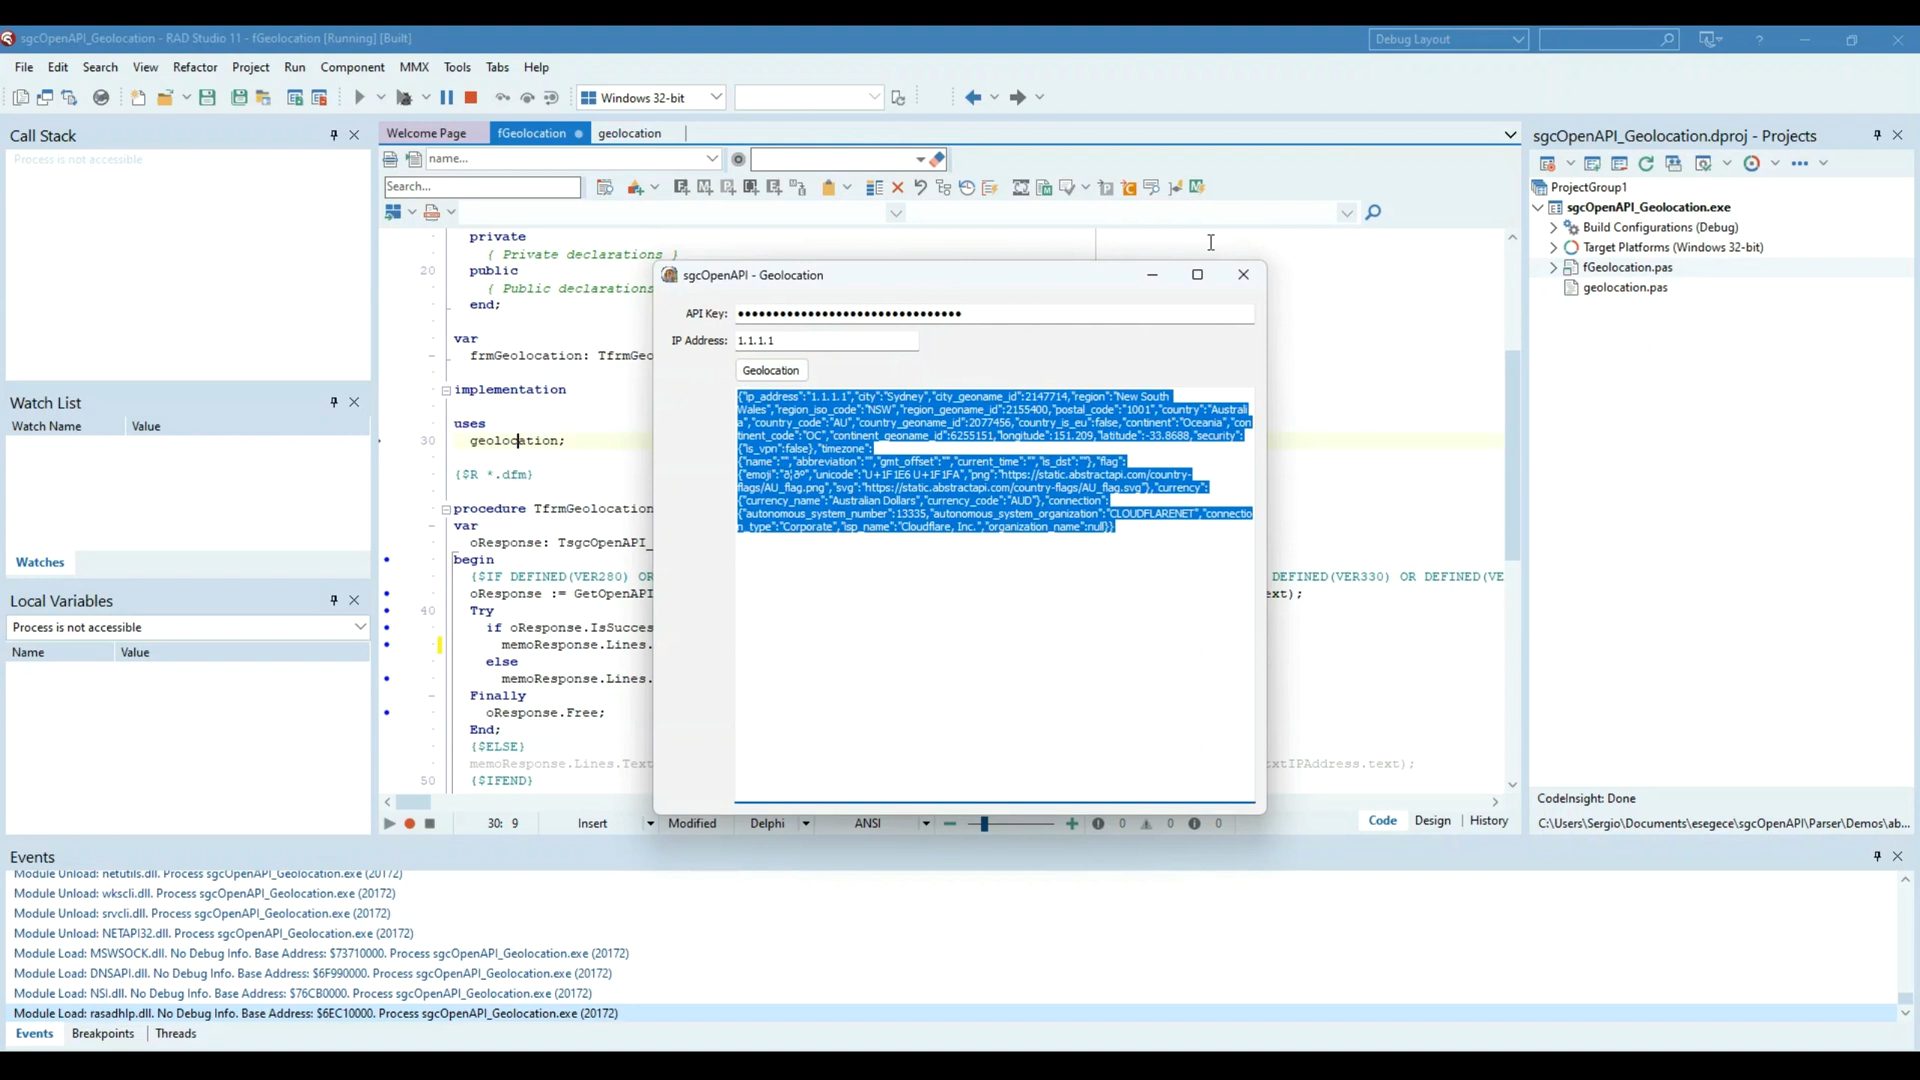 sgcOpenAPI_Geolocation - RAD Studio 11 - fGeolocation [Running] [Built]
Debug Layout
File Edit Search View Refactor Project Run Component MMX Tools Tabs Help
Windows 32-bit
Call Stack
Process is not accessible
Watch List
Watch Name Value
Watches
Local Variables
Process is not accessible
Name Value
Welcome Page fGeolocation geolocation
name...
Search...
private
{ Private declarations }
20 public
{ Public declarations
end;
var
frmGeolocation: TfrmGeo
implementation
uses
30 geolocation;
{$R *.dfm}
procedure TfrmGeolocation
var
oResponse: TsgcOpenAPI_
begin
{$IF DEFINED(VER280) OR DEFINED(VER330) OR DEFINED(VE
oResponse := GetOpenAPI ext);
40 Try
if oResponse.IsSucces
memoResponse.Lines.
else
memoResponse.Lines.
Finally
oResponse.Free;
End;
{$ELSE}
memoResponse.Lines.Text txtIPAddress.text);
50 {$IFEND}
30: 9 Insert Modified Delphi ANSI 0 0 0 Code Design History
sgcOpenAPI - Geolocation
API Key: ●●●●●●●●●●●●●●●●●●●●●●●●●●●●●●●●
IP Address: 1.1.1.1
Geolocation
{"ip_address":"1.1.1.1","city":"Sydney","city_geoname_id":2147714,"region":"New South
Wales","region_iso_code":"NSW","region_geoname_id":2155400,"postal_code":"1001","country":"Australi
a","country_code":"AU","country_geoname_id":2077456,"country_is_eu":false,"continent":"Oceania","con
tinent_code":"OC","continent_geoname_id":6255151,"longitude":151.209,"latitude":-33.8688,"security":
{"is_vpn":false},"timezone":
{"name":"","abbreviation":"","gmt_offset":"","current_time":"","is_dst":""},"flag":
"unicode":"U+1F1E6 U+1F1FA","png":"https://static.abstractapi.com/country-
flags/AU_flag.png","svg":"https://static.abstractapi.com/country-flags/AU_flag.svg"},"currency":
{"currency_name":"Australian Dollars","currency_code":"AUD"},"connection":
{"autonomous_system_number":13335,"autonomous_system_organization":"CLOUDFLARENET","connectio
n_type":"Corporate","isp_name":"Cloudflare, Inc.","organization_name":null}}
sgcOpenAPI_Geolocation.dproj - Projects
ProjectGroup1
sgcOpenAPI_Geolocation.exe
Build Configurations (Debug)
Target Platforms (Windows 32-bit)
fGeolocation.pas
geolocation.pas
CodeInsight: Done
C:\Users\Sergio\Documents\esegece\sgcOpenAPI\Parser\Demos\ab...
Events
Module Unload: netutils.dll. Process sgcOpenAPI_Geolocation.exe (20172)
Module Unload: wkscli.dll. Process sgcOpenAPI_Geolocation.exe (20172)
Module Unload: srvcli.dll. Process sgcOpenAPI_Geolocation.exe (20172)
Module Unload: NETAPI32.dll. Process sgcOpenAPI_Geolocation.exe (20172)
Module Load: MSWSOCK.dll. No Debug Info. Base Address: $73710000. Process sgcOpenAPI_Geolocation.exe (20172)
Module Load: DNSAPI.dll. No Debug Info. Base Address: $6F990000. Process sgcOpenAPI_Geolocation.exe (20172)
Module Load: NSI.dll. No Debug Info. Base Address: $76CB0000. Process sgcOpenAPI_Geolocation.exe (20172)
Module Load: rasadhlp.dll. No Debug Info. Base Address: $6EC10000. Process sgcOpenAPI_Geolocation.exe (20172)
Events Breakpoints Threads